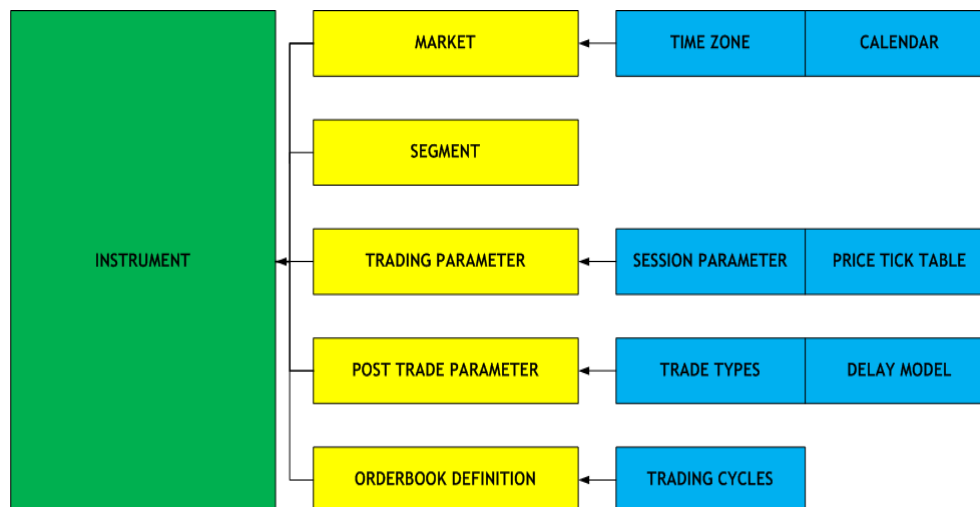 MARKET
TIME ZONE
CALENDAR
SEGMENT
INSTRUMENT
TRADING PARAMETER
SESSION PARAMETER
PRICE TICK TABLE
POST TRADE PARAMETER
TRADE TYPES
DELAY MODEL
ORDERBOOK DEFINITION
TRADING CYCLES